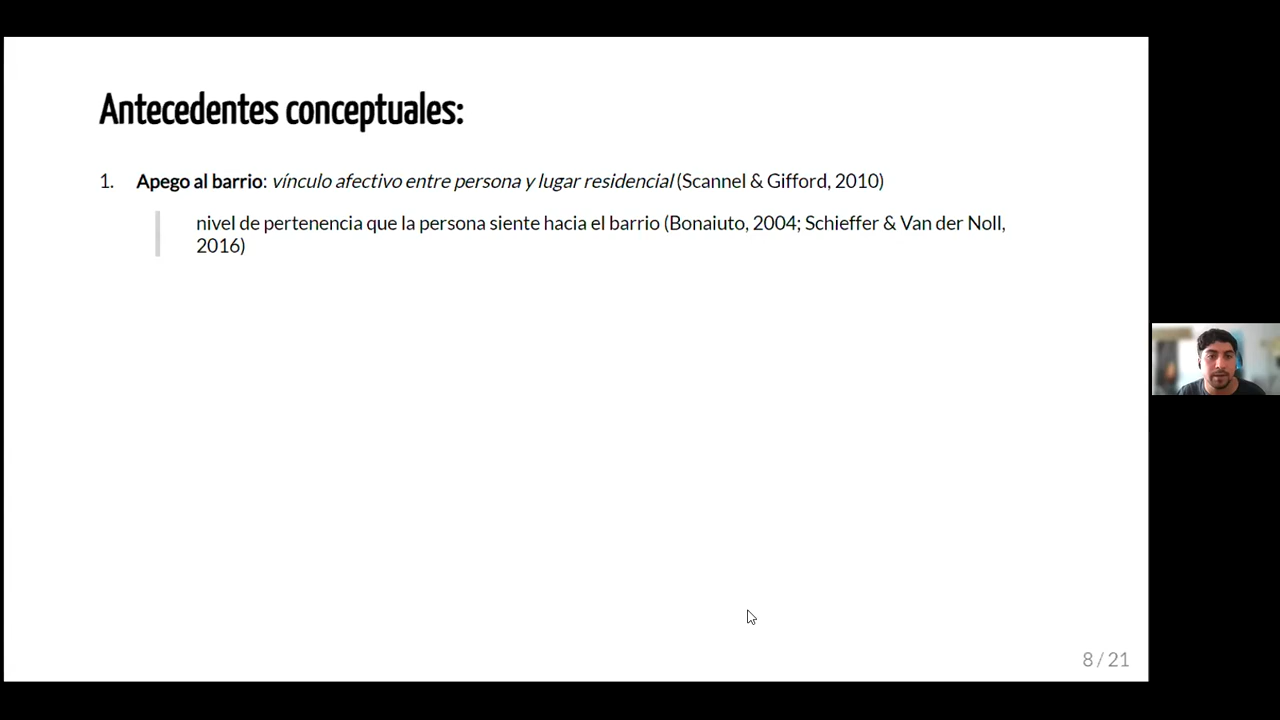 Antecedentes conceptuales:
1. Apego al barrio: vínculo afectivo entre persona y lugar residencial (Scannel & Gifford, 2010)
nivel de pertenencia que la persona siente hacia el barrio (Bonaiuto, 2004; Schieffer & Van der Noll,
2016)
8 / 21